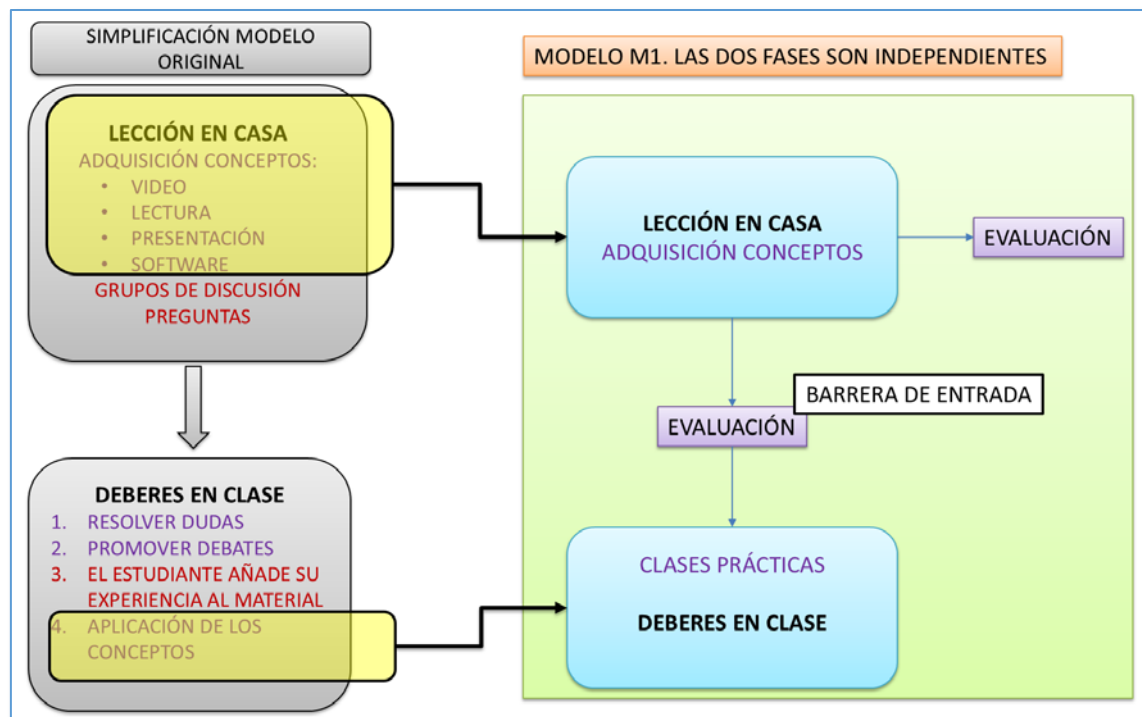 SIMPLIFICACIÓN MODELO
ORIGINAL
LECCIÓN EN CASA
ADQUISICIÓN CONCEPTOS:
• VIDEO
• LECTURA
• PRESENTACIÓN
• SOFTWARE
GRUPOS DE DISCUSIÓN
PREGUNTAS
DEBERES EN CLASE
1. RESOLVER DUDAS
2. PROMOVER DEBATES
3. EL ESTUDIANTE AÑADE SU
EXPERIENCIA AL MATERIAL
4. APLICACIÓN DE LOS
CONCEPTOS
MODELO M1. LAS DOS FASES SON INDEPENDIENTES
LECCIÓN EN CASA
ADQUISICIÓN CONCEPTOS
EVALUACIÓN
BARRERA DE ENTRADA
EVALUACIÓN
CLASES PRÁCTICAS
DEBERES EN CLASE